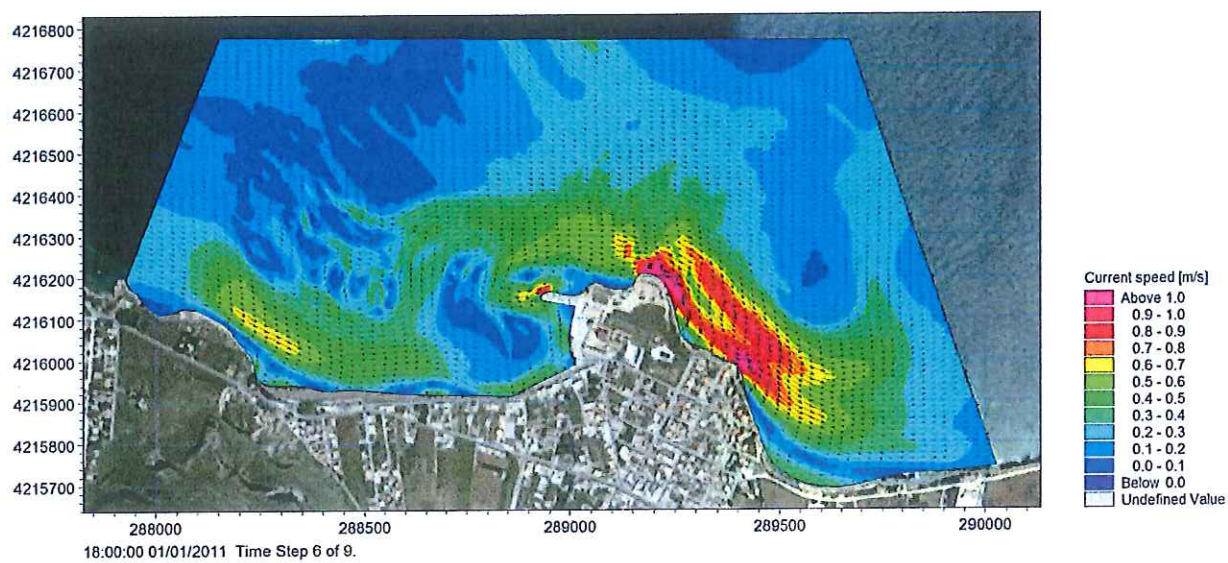 4216800
4216700
4216600
4216500
4216400
4216300
4216200
4216100
4216000
4215900
4215800
4215700
288000 288500 289000 289500 290000
18:00:00 01/01/2011 Time Step 6 of 9.
Current speed [m/s]
Above 1.0
0.9 - 1.0
0.8 - 0.9
0.7 - 0.8
0.6 - 0.7
0.5 - 0.6
0.4 - 0.5
0.3 - 0.4
0.2 - 0.3
0.1 - 0.2
0.0 - 0.1
Below 0.0
Undefined Value